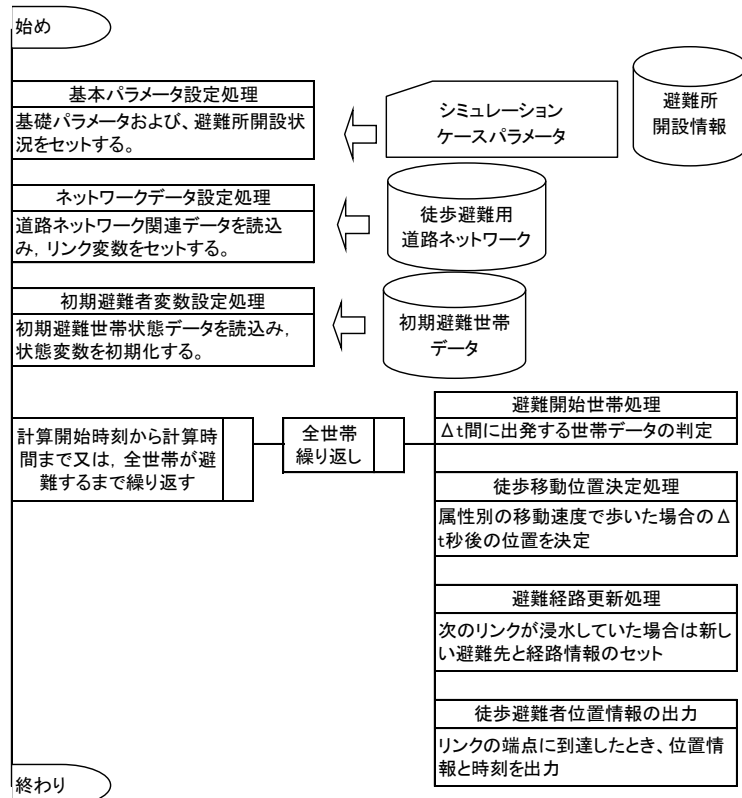 始め
基本パラメータ設定処理
基礎パラメータおよび、避難所開設状
況をセットする。
シミュレーション
ケースパラメータ
避難所
開設情報
ネットワークデータ設定処理
道路ネットワーク関連データを読込
み，リンク変数をセットする。
徒歩避難用
道路ネットワーク
初期避難者変数設定処理
初期避難世帯状態データを読込み，
状態変数を初期化する。
初期避難世帯
データ
計算開始時刻から計算時
間まで又は，全世帯が避
難するまで繰り返す
全世帯
繰り返し
避難開始世帯処理
Δt間に出発する世帯データの判定
徒歩移動位置決定処理
属性別の移動速度で歩いた場合のΔ
t秒後の位置を決定
避難経路更新処理
次のリンクが浸水していた場合は新し
い避難先と経路情報のセット
徒歩避難者位置情報の出力
リンクの端点に到達したとき、位置情
報と時刻を出力
終わり